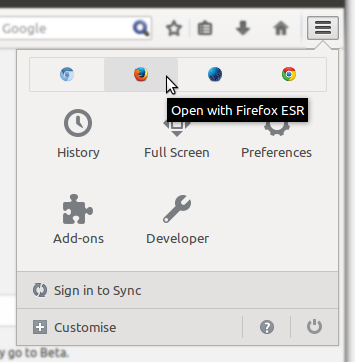 Google
Open with Firefox ESR
History
Full Screen
Preferences
Add-ons
Developer
Sign in to Sync
Customise
y go to Beta.